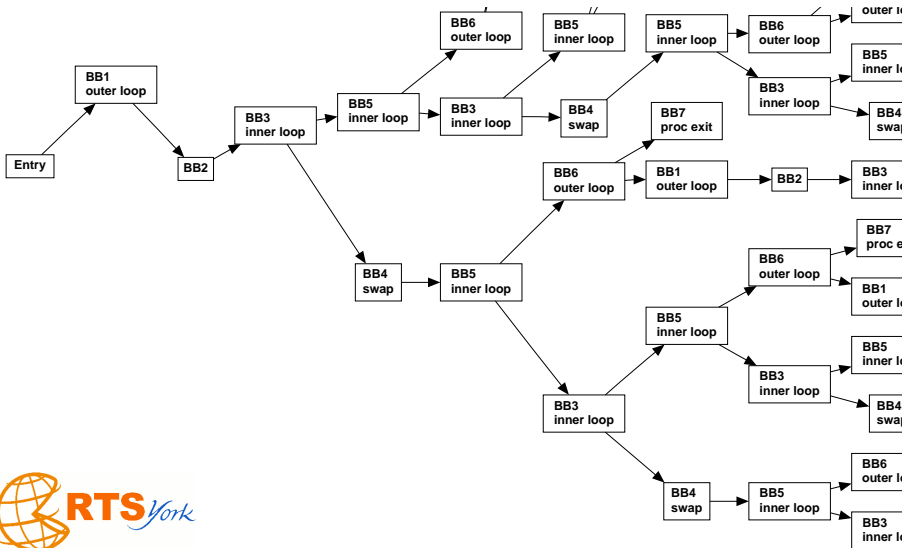 BB6
outer loop
BB5
inner loop
BB5
inner loop
BB6
outer loop
BB5
BB1
outer loop
BB3
inner loop
BB5
inner loop
BB3
inner loop
BB4
swap
BB7
proc exit
BB3
inner loop
BB4
Entry
BB2
BB6
outer loop
BB1
outer loop
BB2
BB3
BB4
swap
BB5
inner loop
BB6
outer loop
BB7
proc
BB1
BB5
inner loop
BB5
BB3
inner loop
BB3
inner loop
BB4
BB4
swap
BB5
inner loop
BB6
BB3
RTS York